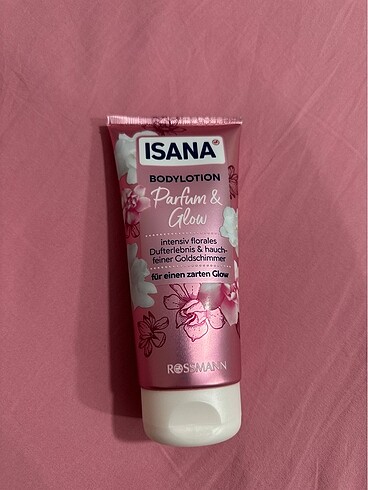 ISANA
BODYLOTION
Parfum &
Glow
intensiv florales
Dufterlebnis & hauch-
feiner Goldschimmer
für einen zarten Glow
ROSSMANN